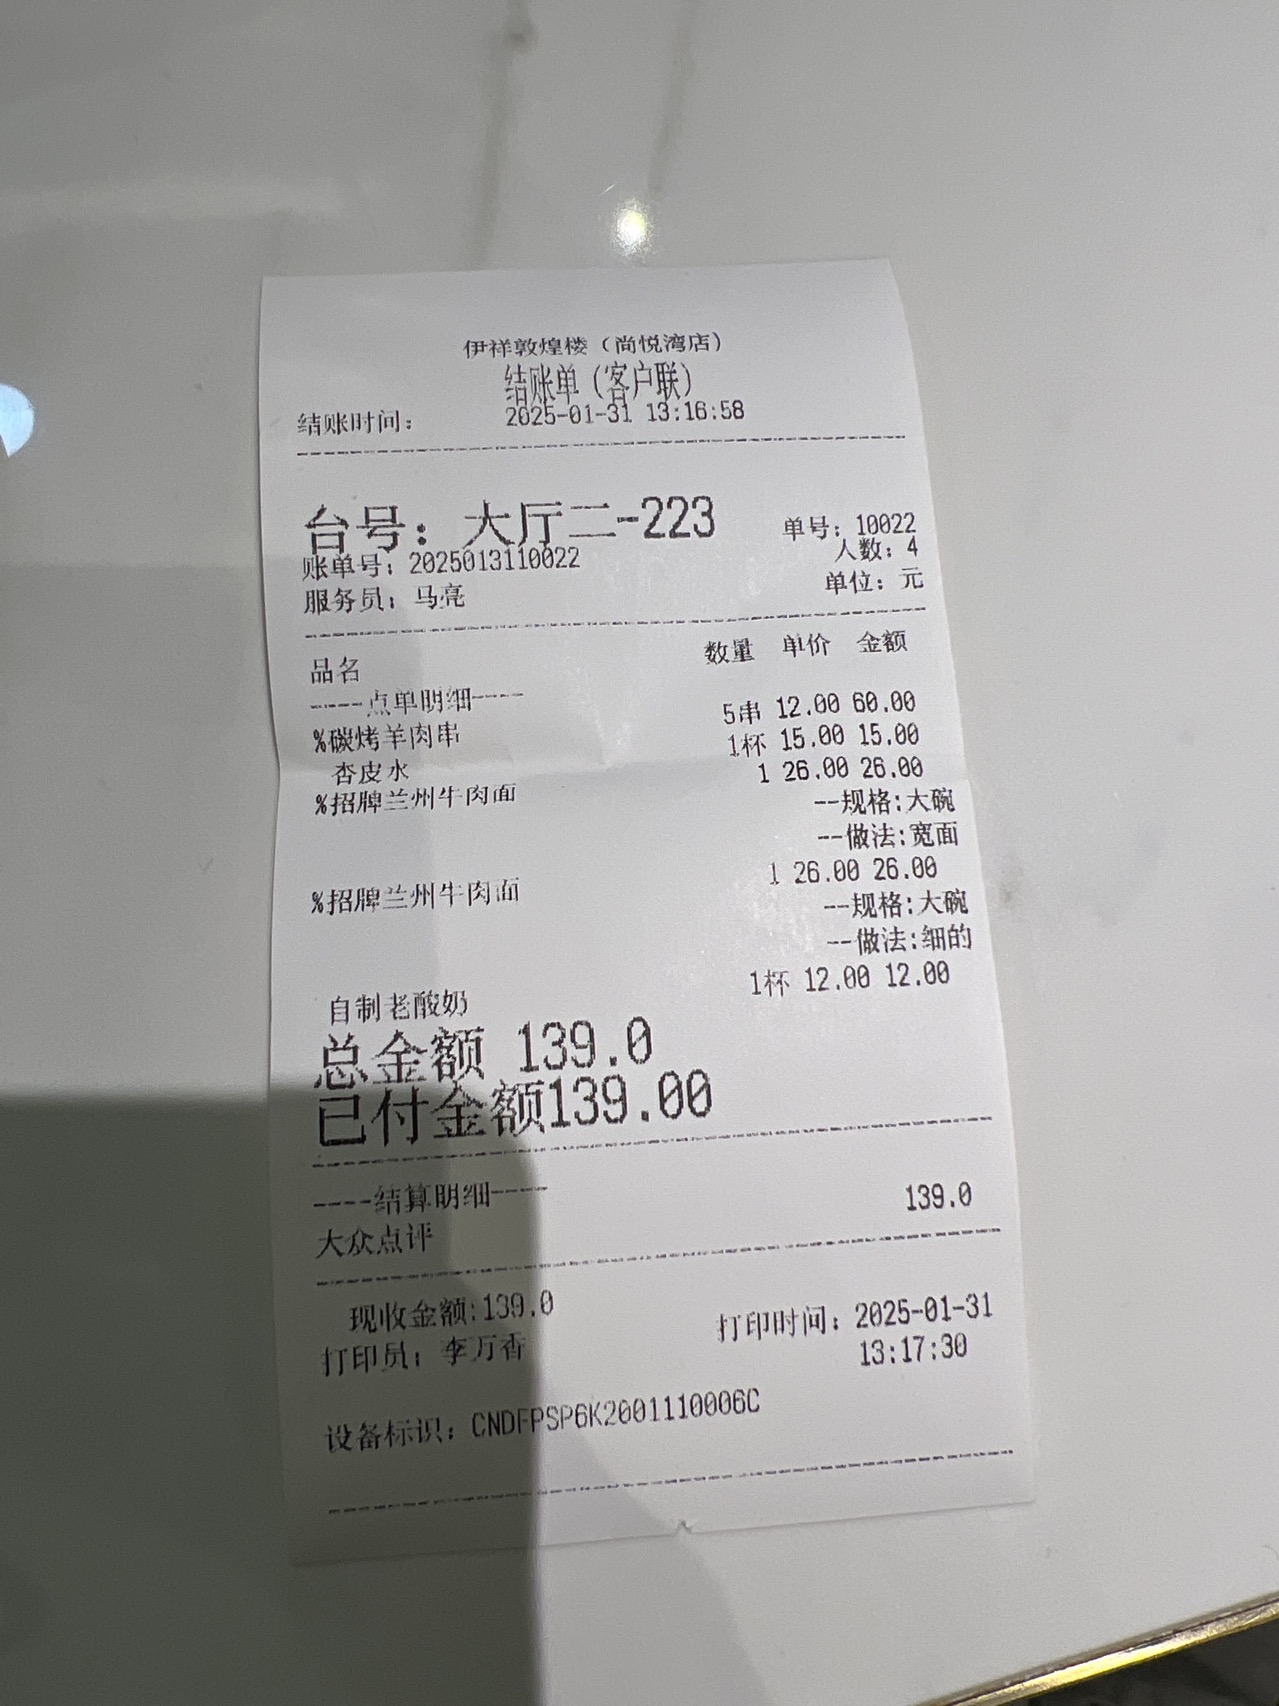 伊祥敦煌楼（尚悦湾店）
结账单（客户联）
结账时间： 2025-01-31 13:16:58
台号：大厅二-223 单号：10022
账单号：2025013110022 人数：4
服务员：马亮 单位：元
品名 数量 单价 金额
----点单明细----
%碳烤羊肉串 5串 12.00 60.00
杏皮水 1杯 15.00 15.00
%招牌兰州牛肉面 1 26.00 26.00
--规格:大碗
--做法:宽面
%招牌兰州牛肉面 1 26.00 26.00
--规格:大碗
--做法:细的
自制老酸奶 1杯 12.00 12.00
总金额 139.0
已付金额139.00
----结算明细----
大众点评 139.0
现收金额:139.0
打印员：李万香 打印时间：2025-01-31
13:17:30
设备标识：CNDFPSP6K2001110006C